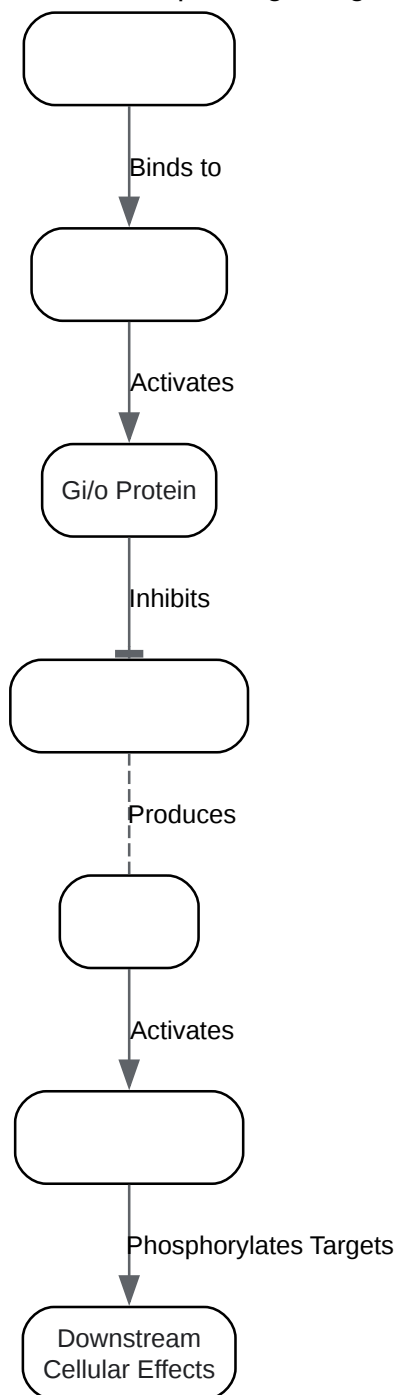 Binds to
Activates
Gi/o Protein
Inhibits
Produces
Activates
Phosphorylates Targets
Downstream
Cellular Effects